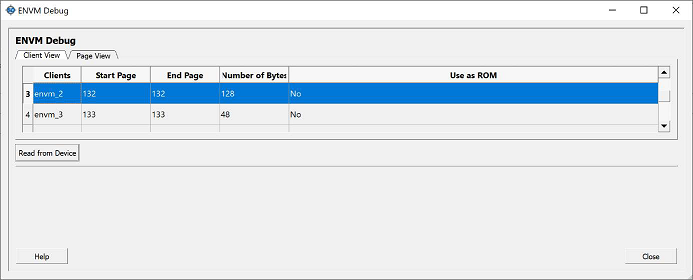 ENVM Debug
ENVM Debug
Client View Page View
Clients Start Page End Page Number of Bytes Use as ROM
3 envm_2 132 132 128 No
4 envm_3 133 133 48 No
Read from Device
Help Close